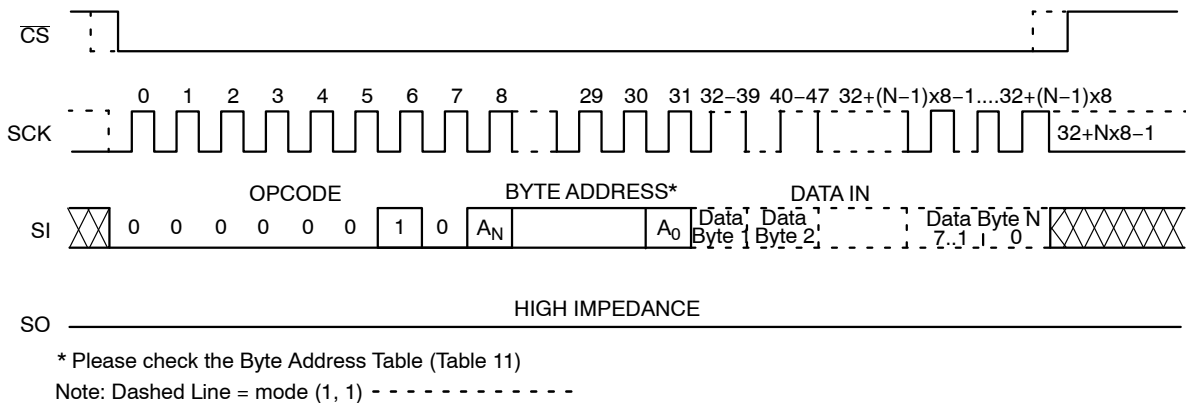 CS
0 1 2 3 4 5 6 7 8 29 30 31 32–39 40–47 32+(N–1)x8–1....32+(N–1)x8
SCK
32+Nx8–1
OPCODE BYTE ADDRESS* DATA IN
SI 0 0 0 0 0 0 1 0 AN A0 Data Byte 1 Data Byte 2 Data Byte N 7..1 0
HIGH IMPEDANCE
SO
* Please check the Byte Address Table (Table 11)
Note: Dashed Line = mode (1, 1)